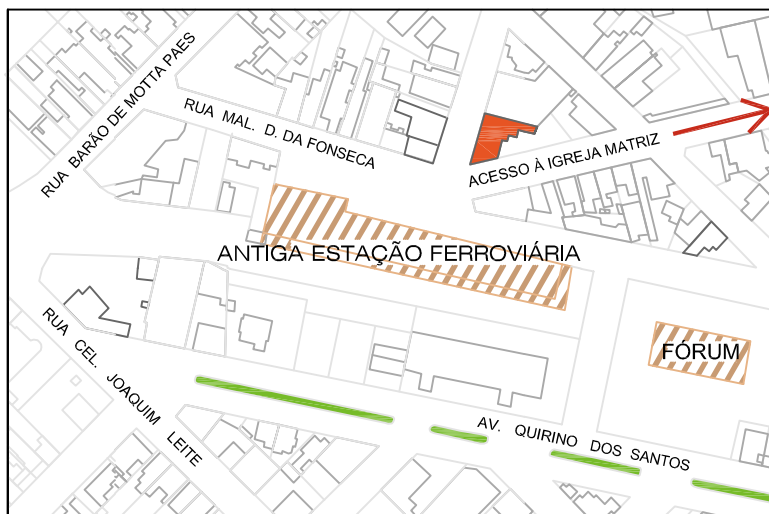 RUA BARÃO DE MOTTA PAES
RUA MAL. D. DA FONSECA
ACESSO À IGREJA MATRIZ
ANTIGA ESTAÇÃO FERROVIÁRIA
FÓRUM
RUA CEL. JOAQUIM LEITE
AV. QUIRINO DOS SANTOS